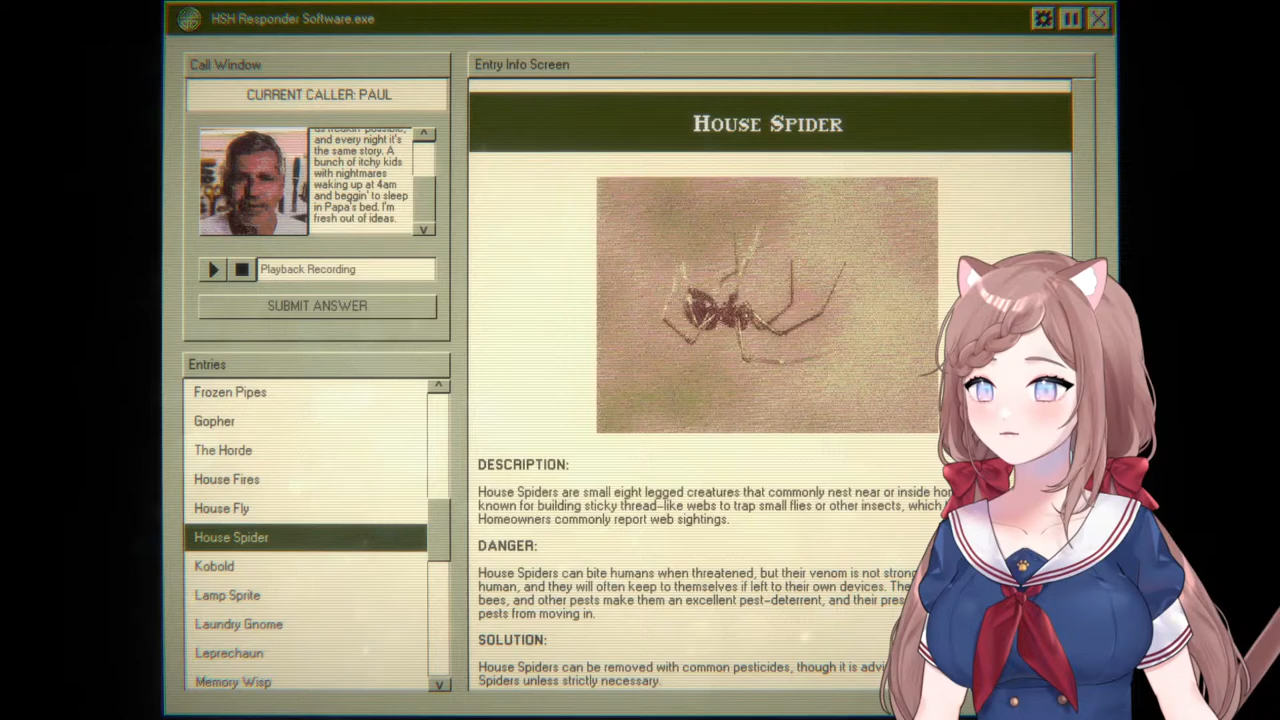 HSH Responder Software.exe
Call Window
CURRENT CALLER: PAUL
as freakin' possible,
and every night it's
the same story. A
bunch of itchy kids
with nightmares
waking up at 4am
and beggin' to sleep
in Papa's bed. I'm
fresh out of ideas.
Playback Recording
SUBMIT ANSWER
Entries
Frozen Pipes
Gopher
The Horde
House Fires
House Fly
House Spider
Kobold
Lamp Sprite
Laundry Gnome
Leprechaun
Memory Wisp
Entry Info Screen
House Spider
DESCRIPTION:
House Spiders are small eight legged creatures that commonly nest near or inside
known for building sticky thread-like webs to trap small flies or other insects, which
Homeowners commonly report web sightings.
DANGER:
House Spiders can bite humans when threatened, but their venom is not strong
human, and they will often keep to themselves if left to their own devices.
bees, and other pests make them an excellent pest-deterrent, and their
pests from moving in.
SOLUTION:
House Spiders can be removed with common pesticides, though it is
Spiders unless strictly necessary.